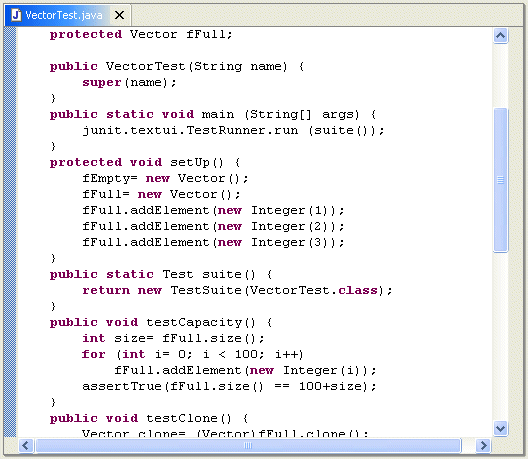 VectorTest.java
protected Vector fFull;
public VectorTest(String name) {
super(name);
}
public static void main (String[] args) {
junit.textui.TestRunner.run (suite());
}
protected void setUp() {
fEmpty= new Vector();
fFull= new Vector();
fFull.addElement(new Integer(1));
fFull.addElement(new Integer(2));
fFull.addElement(new Integer(3));
}
public static Test suite() {
return new TestSuite(VectorTest.class);
}
public void testCapacity() {
int size= fFull.size();
for (int i= 0; i < 100; i++)
fFull.addElement(new Integer(i));
assertTrue(fFull.size() == 100+size);
}
public void testClone() {
Vector clone= (Vector)fFull.clone();